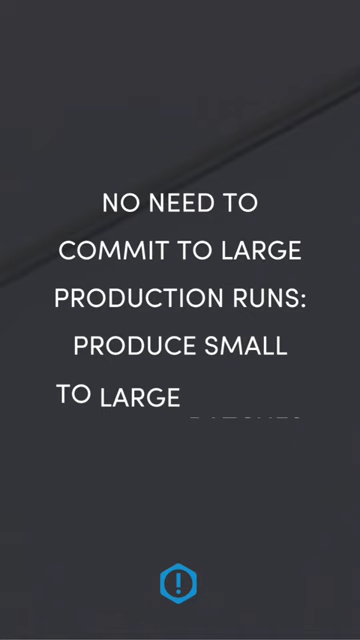 NO NEED TO
COMMIT TO LARGE
PRODUCTION RUNS:
PRODUCE SMALL
TO LARGE